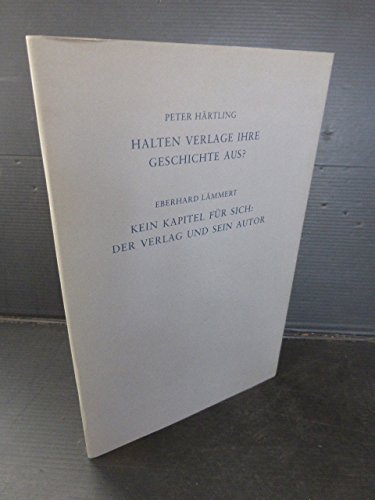 PETER HÄRTLING
HALTEN VERLAGE IHRE
GESCHICHTE AUS?
EBERHARD LÄMMERT
KEIN KAPITEL FÜR SICH:
DER VERLAG UND SEIN AUTOR